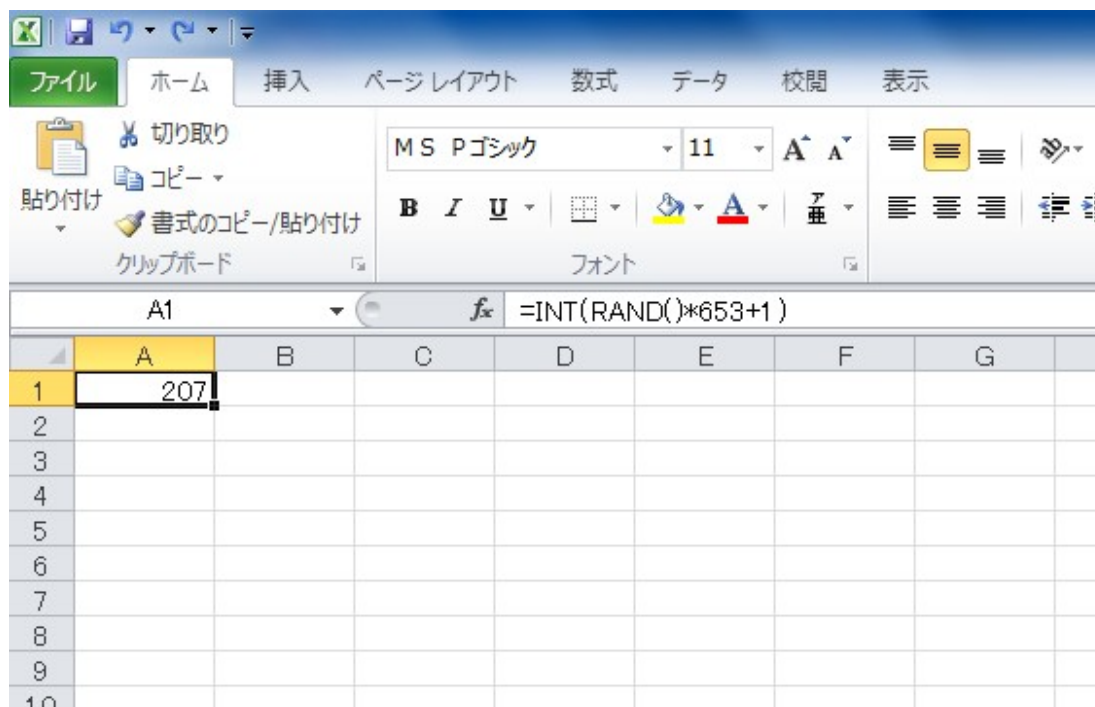 ファイル ホーム 挿入 ページ レイアウト 数式 データ 校閲 表示
貼り付け
切り取り
コピー
書式のコピー/貼り付け
クリップボード
ＭＳ Ｐゴシック 11 A A
B I U A ア亜
フォント
A1 fx =INT(RAND()*653+1)
A B C D E F G
1 207
2
3
4
5
6
7
8
9
10